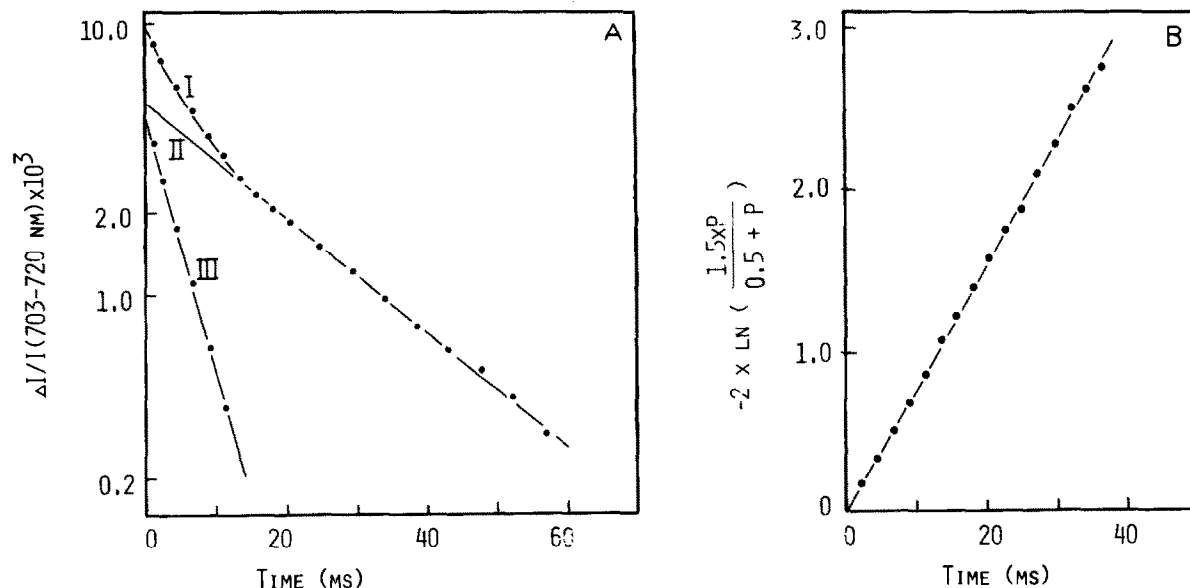 A
10.0
2.0
1.0
0.2
I
II
III
ΔI/I(703-720 NM)x10³
0 20 40 60
TIME (MS)
B
3.0
2.0
1.0
0
-2 x LN ( 1.5xP / 0.5 + P )
0 20 40
TIME (MS)